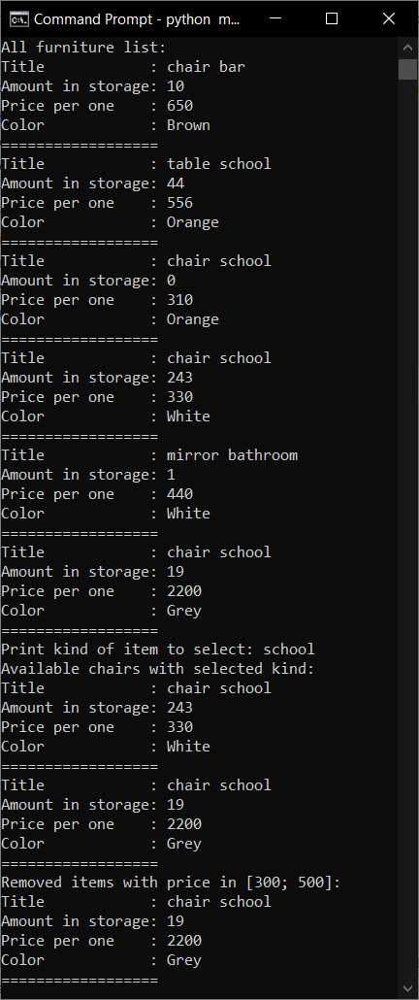 Command Prompt - python m...
All furniture list:
Title            : chair bar
Amount in storage: 10
Price per one    : 650
Color            : Brown
==================
Title            : table school
Amount in storage: 44
Price per one    : 556
Color            : Orange
==================
Title            : chair school
Amount in storage: 0
Price per one    : 310
Color            : Orange
==================
Title            : chair school
Amount in storage: 243
Price per one    : 330
Color            : White
==================
Title            : mirror bathroom
Amount in storage: 1
Price per one    : 440
Color            : White
==================
Title            : chair school
Amount in storage: 19
Price per one    : 2200
Color            : Grey
==================
Print kind of item to select: school
Available chairs with selected kind:
Title            : chair school
Amount in storage: 243
Price per one    : 330
Color            : White
==================
Title            : chair school
Amount in storage: 19
Price per one    : 2200
Color            : Grey
==================
Removed items with price in [300; 500]:
Title            : chair school
Amount in storage: 19
Price per one    : 2200
Color            : Grey
==================